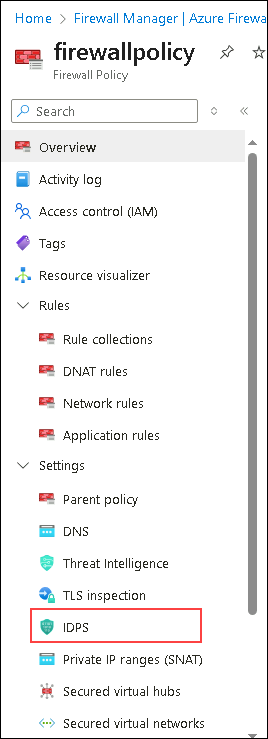 Home > Firewall Manager | Azure Firewa
firewallpolicy
Firewall Policy
Search
Overview
Activity log
Access control (IAM)
Tags
Resource visualizer
Rules
Rule collections
DNAT rules
Network rules
Application rules
Settings
Parent policy
DNS
Threat Intelligence
TLS inspection
IDPS
Private IP ranges (SNAT)
Secured virtual hubs
Secured virtual networks